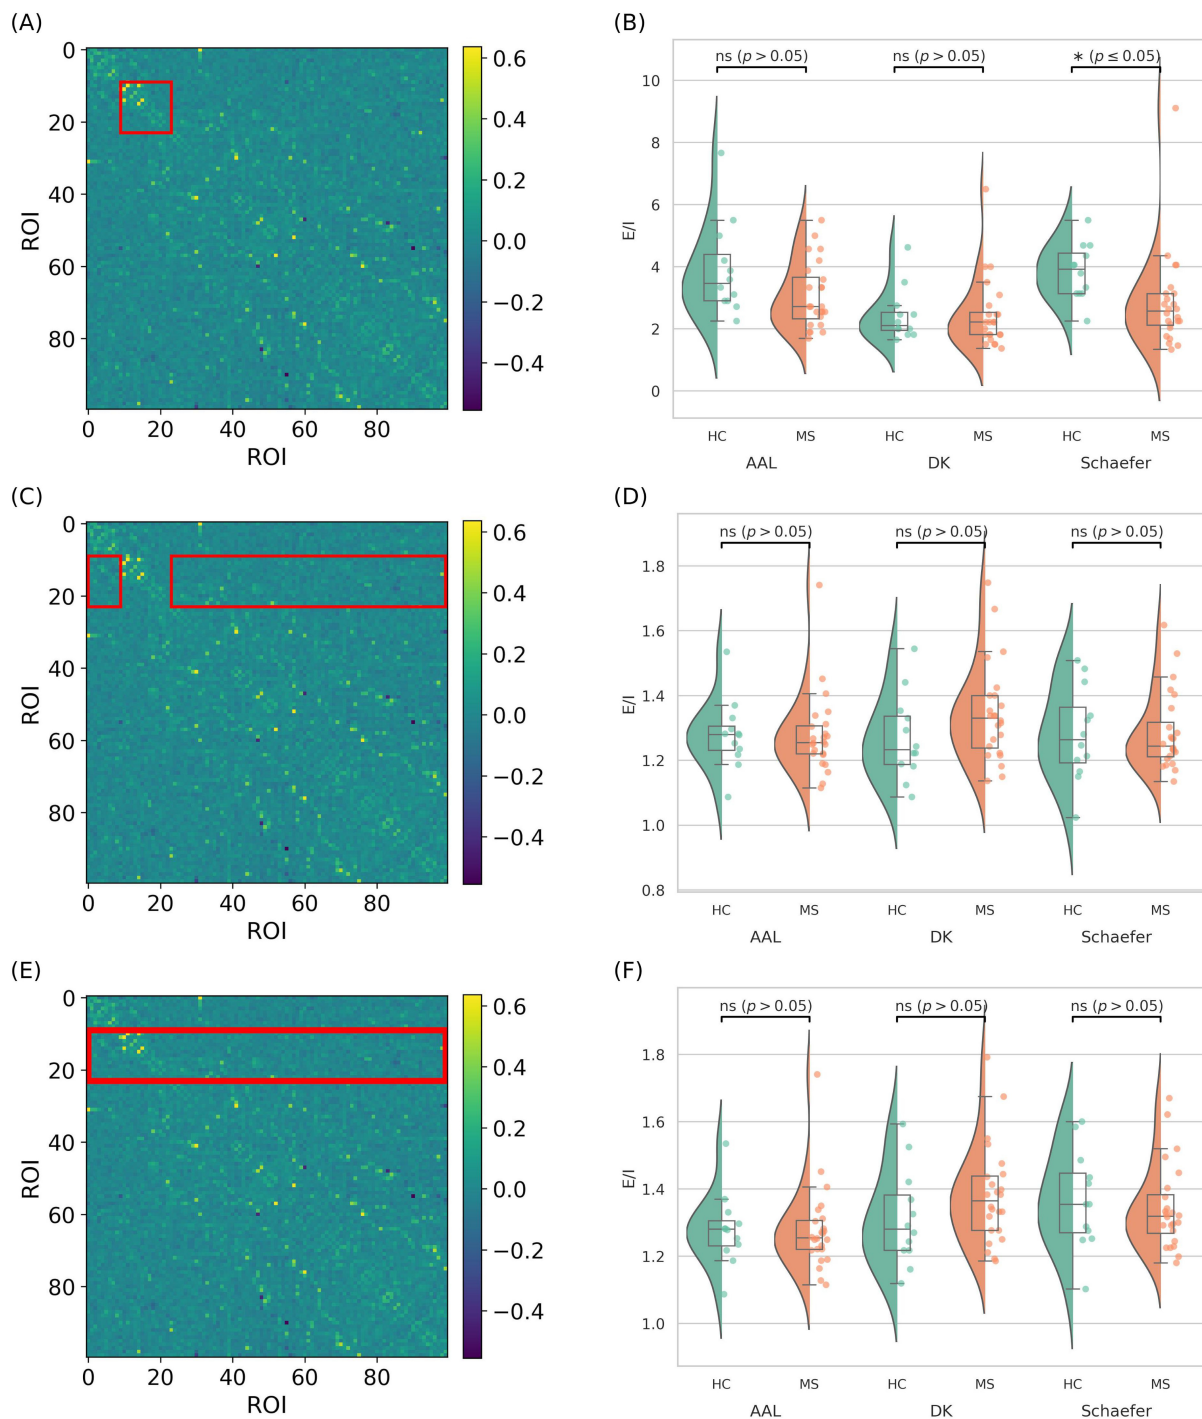 (A)
0
20
40
60
80
ROI
0 20 40 60 80
ROI
0.6
0.4
0.2
0.0
−0.2
−0.4
(B)
ns (p > 0.05) ns (p > 0.05) * (p ≤ 0.05)
10
8
6
4
2
0
E/I
HC MS HC MS HC MS
AAL DK Schaefer
(C)
0
20
40
60
80
ROI
0 20 40 60 80
ROI
0.6
0.4
0.2
0.0
−0.2
−0.4
(D)
ns (p > 0.05) ns (p > 0.05) ns (p > 0.05)
1.8
1.6
1.4
1.2
1.0
0.8
E/I
HC MS HC MS HC MS
AAL DK Schaefer
(E)
0
20
40
60
80
ROI
0 20 40 60 80
ROI
0.6
0.4
0.2
0.0
−0.2
−0.4
(F)
ns (p > 0.05) ns (p > 0.05) ns (p > 0.05)
1.8
1.6
1.4
1.2
1.0
E/I
HC MS HC MS HC MS
AAL DK Schaefer